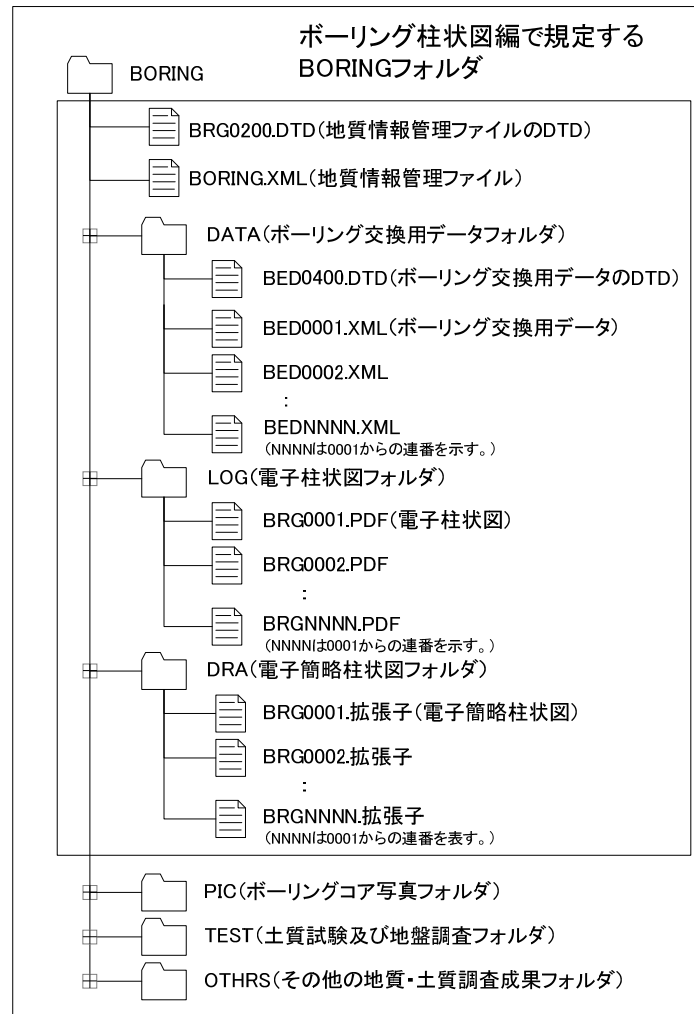 ボーリング柱状図編で規定する
BORINGフォルダ
BORING
BRG0200.DTD(地質情報管理ファイルのDTD)
BORING.XML(地質情報管理ファイル)
DATA(ボーリング交換用データフォルダ)
BED0400.DTD(ボーリング交換用データのDTD)
BED0001.XML(ボーリング交換用データ)
BED0002.XML
:
BEDNNNN.XML
(NNNNは0001からの連番を示す。)
LOG(電子柱状図フォルダ)
BRG0001.PDF(電子柱状図)
BRG0002.PDF
:
BRGNNNN.PDF
(NNNNは0001からの連番を示す。)
DRA(電子簡略柱状図フォルダ)
BRG0001.拡張子(電子簡略柱状図)
BRG0002.拡張子
:
BRGNNNN.拡張子
(NNNNは0001からの連番を表す。)
PIC(ボーリングコア写真フォルダ)
TEST(土質試験及び地盤調査フォルダ)
OTHRS(その他の地質・土質調査成果フォルダ)